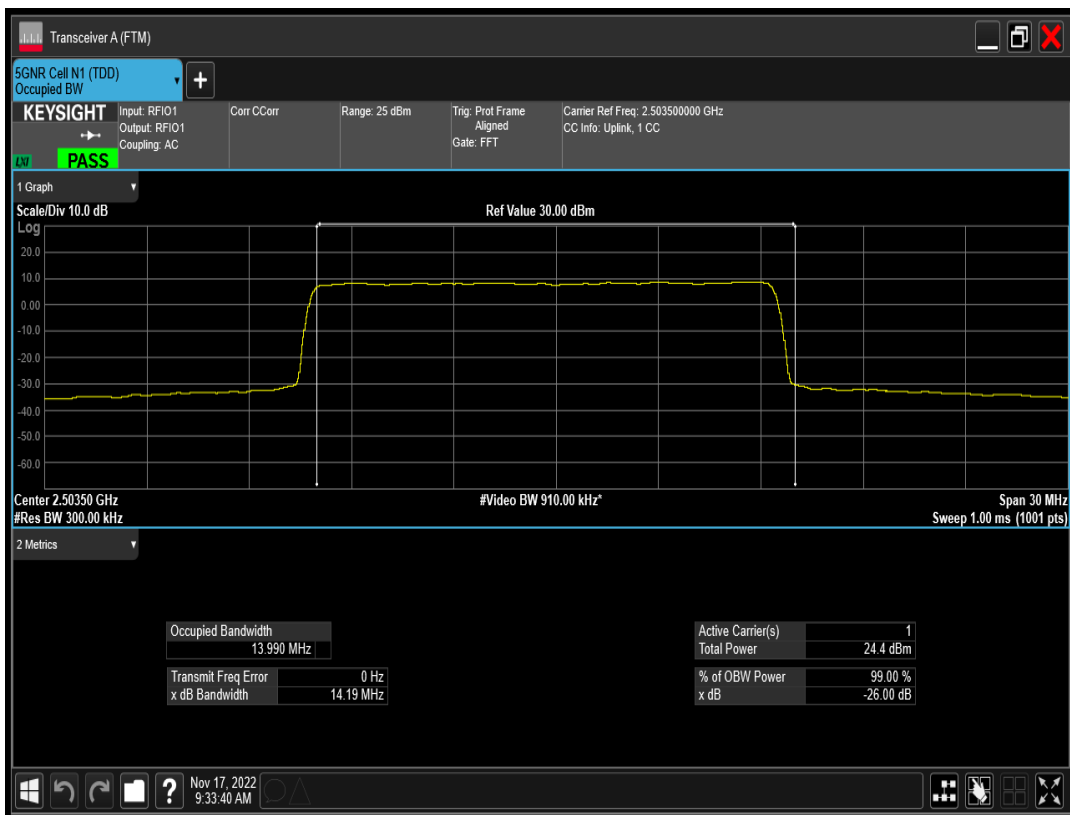 Transceiver A (FTM)
5GNR Cell N1 (TDD)
Occupied BW
+
KEYSIGHT
LXI
PASS
Input: RFIO1
Output: RFIO1
Coupling: AC
Corr CCorr
Range: 25 dBm
Trig: Prot Frame
Aligned
Gate: FFT
Carrier Ref Freq: 2.503500000 GHz
CC Info: Uplink, 1 CC
1 Graph
Scale/Div 10.0 dB
Ref Value 30.00 dBm
Log
20.0
10.0
0.00
-10.0
-20.0
-30.0
-40.0
-50.0
-60.0
Center 2.50350 GHz
#Video BW 910.00 kHz*
Span 30 MHz
#Res BW 300.00 kHz
Sweep 1.00 ms (1001 pts)
2 Metrics
Occupied Bandwidth
13.990 MHz
Transmit Freq Error 0 Hz
x dB Bandwidth 14.19 MHz
Active Carrier(s) 1
Total Power 24.4 dBm
% of OBW Power 99.00 %
x dB -26.00 dB
?
Nov 17, 2022
9:33:40 AM